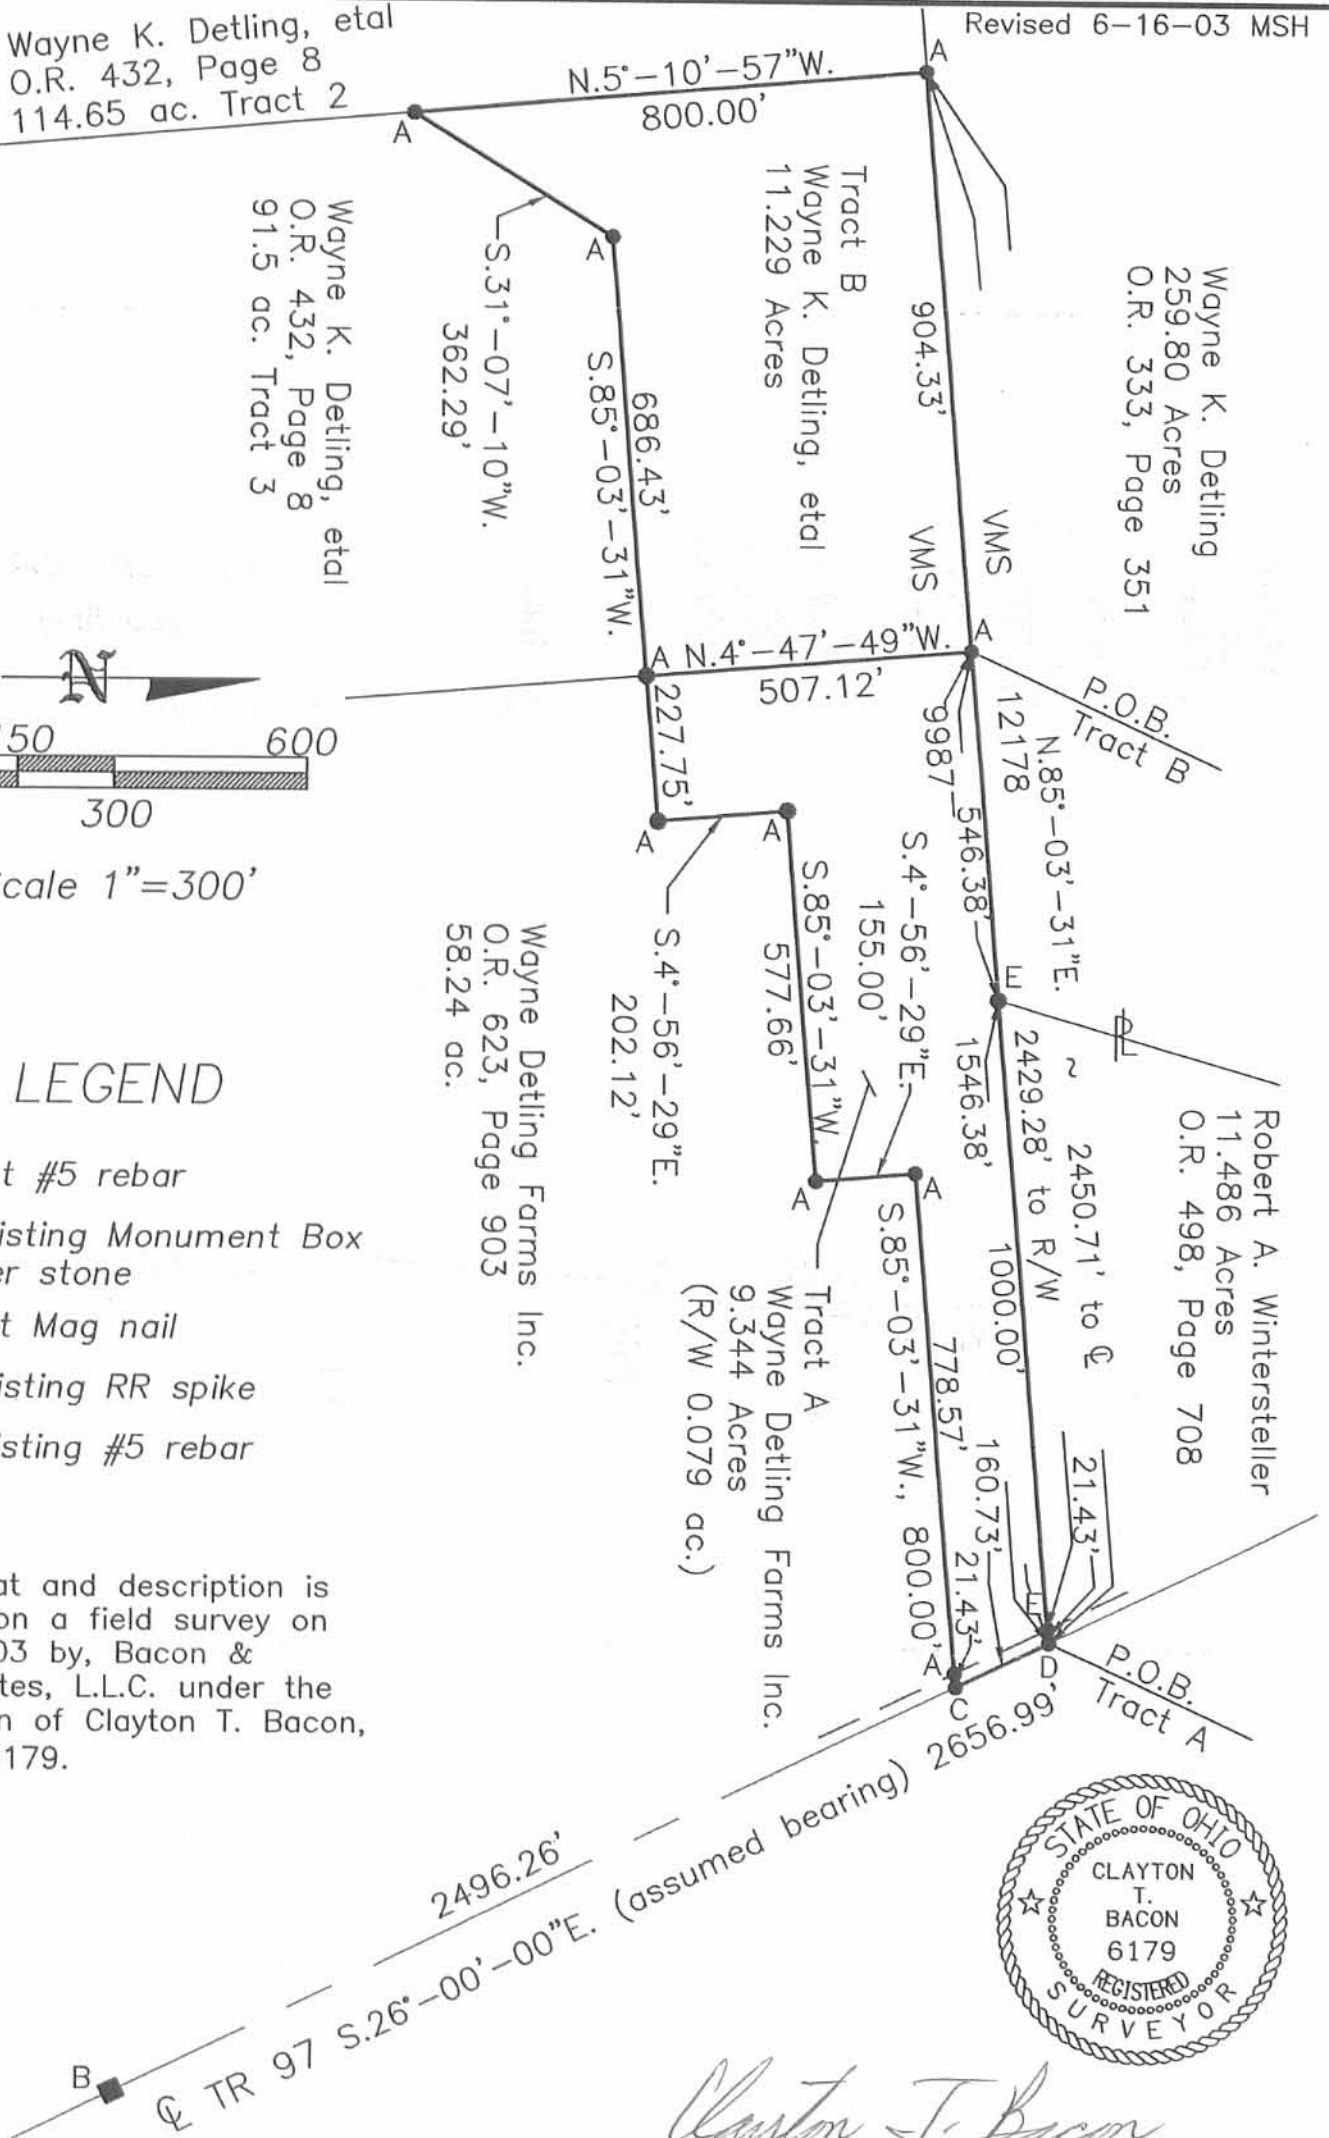 Wayne K. Detling, etal
O.R. 432, Page 8
114.65 ac. Tract 2
Revised 6-16-03 MSH
N.5°-10'-57"W.
800.00'
A
A
A
Tract B
Wayne K. Detling, etal
11.229 Acres
904.33'
Wayne K. Detling
259.80 Acres
O.R. 333, Page 351
VMS
VMS
S.31°-07'-10"W.
362.29'
686.43'
S.85°-03'-31"W.
Wayne K. Detling, etal
O.R. 432, Page 8
91.5 ac. Tract 3
A
N.4°-47'-49"W.
507.12'
A
P.O.B.
Tract B
12178
9987
N.85°-03'-31"E.
546.38'
N
50
600
300
cale 1"=300'
227.75'
A
A
S.4°-56'-29"E.
202.12'
S.85°-03'-31"W.
577.66'
S.4°-56'-29"E.
155.00'
A
A
E
PL
1546.38'
2429.28' to R/W
~ 2450.71' to ℄
1000.00'
Robert A. Wintersteller
11.486 Acres
O.R. 498, Page 708
Wayne Detling Farms Inc.
O.R. 623, Page 903
58.24 ac.
Tract A
Wayne Detling Farms Inc.
9.344 Acres
(R/W 0.079 ac.)
S.85°-03'-31"W., 800.00'
778.57'
160.73'
21.43'
21.43'
E
A
C
D
P.O.B.
Tract A
LEGEND
t #5 rebar
isting Monument Box
er stone
t Mag nail
isting RR spike
isting #5 rebar
at and description is
on a field survey on
03 by, Bacon &
tes, L.L.C. under the
n of Clayton T. Bacon,
179.
2496.26'
B
℄ TR 97 S.26°-00'-00"E. (assumed bearing) 2656.99'
STATE OF OHIO
CLAYTON
T.
BACON
6179
REGISTERED
SURVEYOR
Clayton T. Bacon